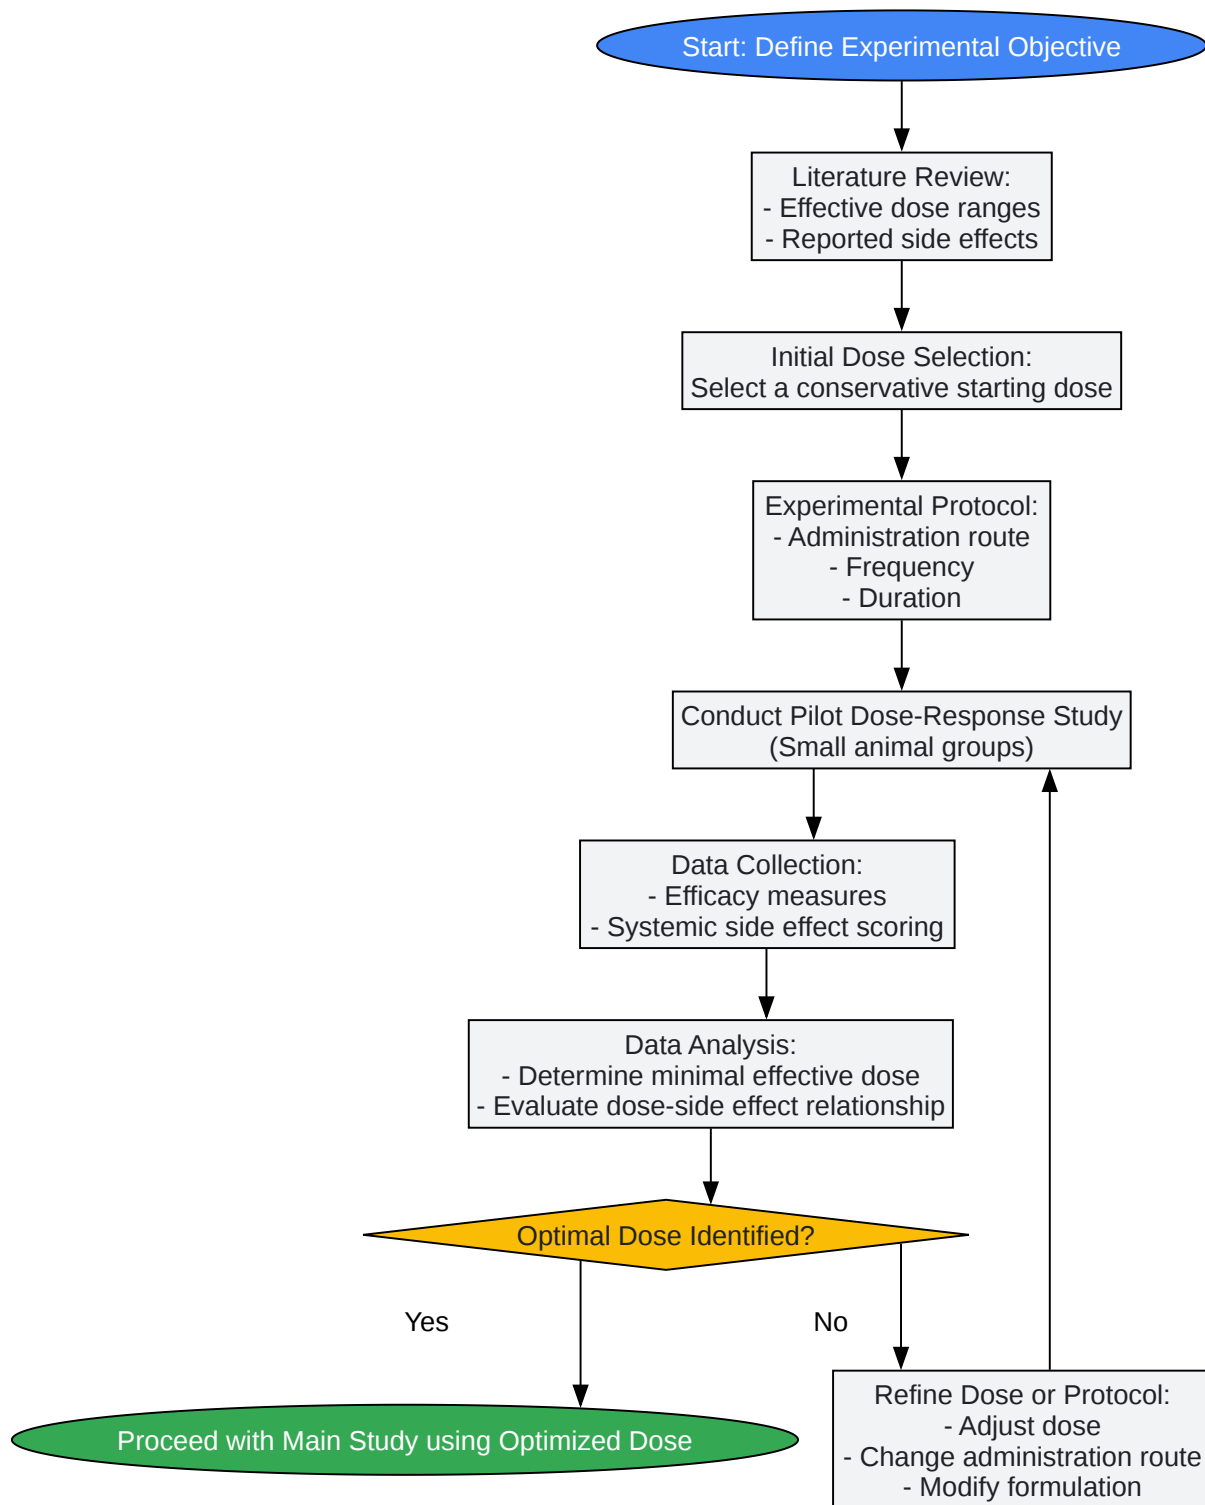 Start: Define Experimental Objective
Literature Review:
- Effective dose ranges
- Reported side effects
Initial Dose Selection:
Select a conservative starting dose
Experimental Protocol:
- Administration route
- Frequency
- Duration
Conduct Pilot Dose-Response Study
(Small animal groups)
Data Collection:
- Efficacy measures
- Systemic side effect scoring
Data Analysis:
- Determine minimal effective dose
- Evaluate dose-side effect relationship
Optimal Dose Identified?
Yes
No
Proceed with Main Study using Optimized Dose
Refine Dose or Protocol:
- Adjust dose
- Change administration route
- Modify formulation